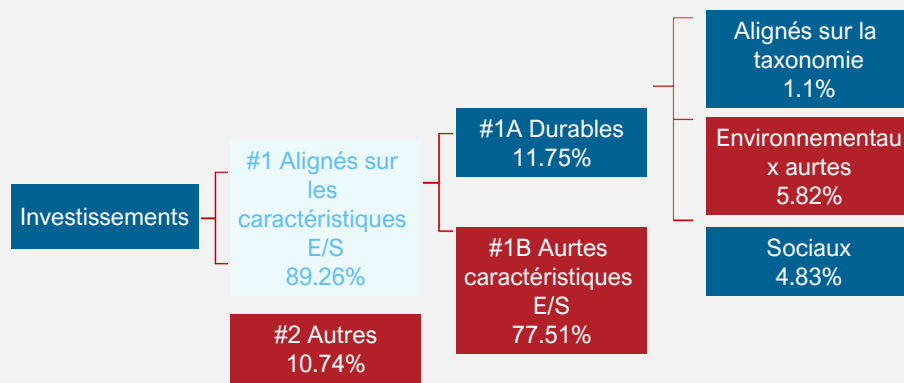 Investissements
#1 Alignés sur
les
caractéristiques
E/S
89.26%
#2 Autres
10.74%
#1A Durables
11.75%
#1B Aurtes
caractéristiques
E/S
77.51%
Alignés sur la
taxonomie
1.1%
Environnementau
x aurtes
5.82%
Sociaux
4.83%